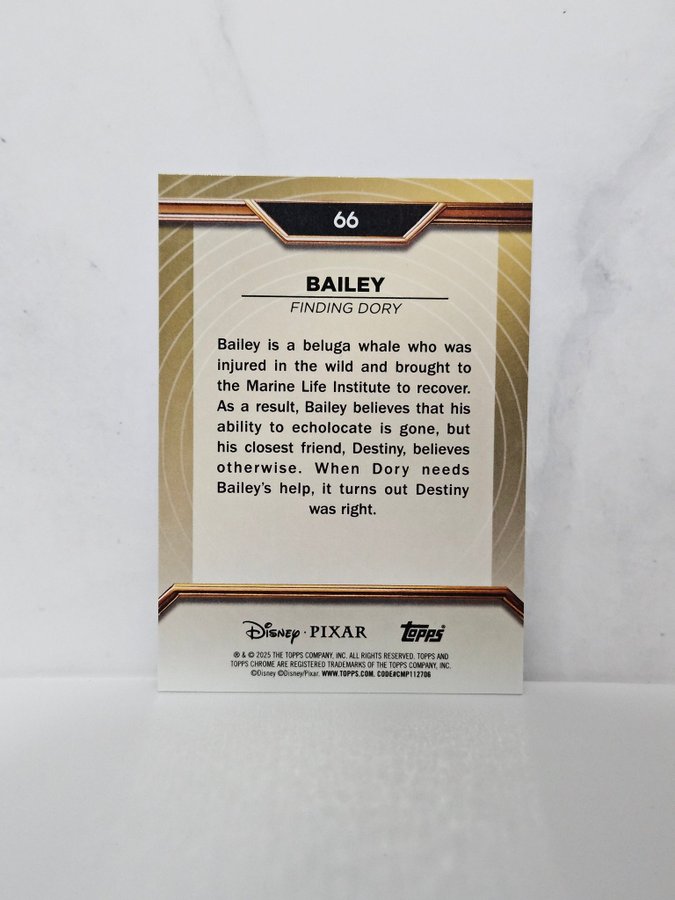 66
BAILEY
FINDING DORY
Bailey is a beluga whale who was
injured in the wild and brought to
the Marine Life Institute to recover.
As a result, Bailey believes that his
ability to echolocate is gone, but
his closest friend, Destiny, believes
otherwise. When Dory needs
Bailey's help, it turns out Destiny
was right.
Disney · PIXAR topps
® & © 2025 THE TOPPS COMPANY, INC. ALL RIGHTS RESERVED. TOPPS AND
TOPPS CHROME ARE REGISTERED TRADEMARKS OF THE TOPPS COMPANY, INC.
©Disney ©Disney/Pixar. WWW.TOPPS.COM. CODE#CMP112706